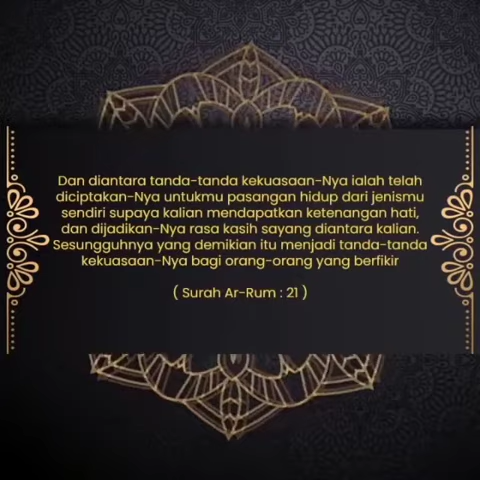 Dan diantara tanda-tanda kekuasaan-Nya ialah telah
diciptakan-Nya untukmu pasangan hidup dari jenismu
sendiri supaya kalian mendapatkan ketenangan hati,
dan dijadikan-Nya rasa kasih sayang diantara kalian.
Sesungguhnya yang demikian itu menjadi tanda-tanda
kekuasaan-Nya bagi orang-orang yang berfikir
( Surah Ar-Rum : 21 )